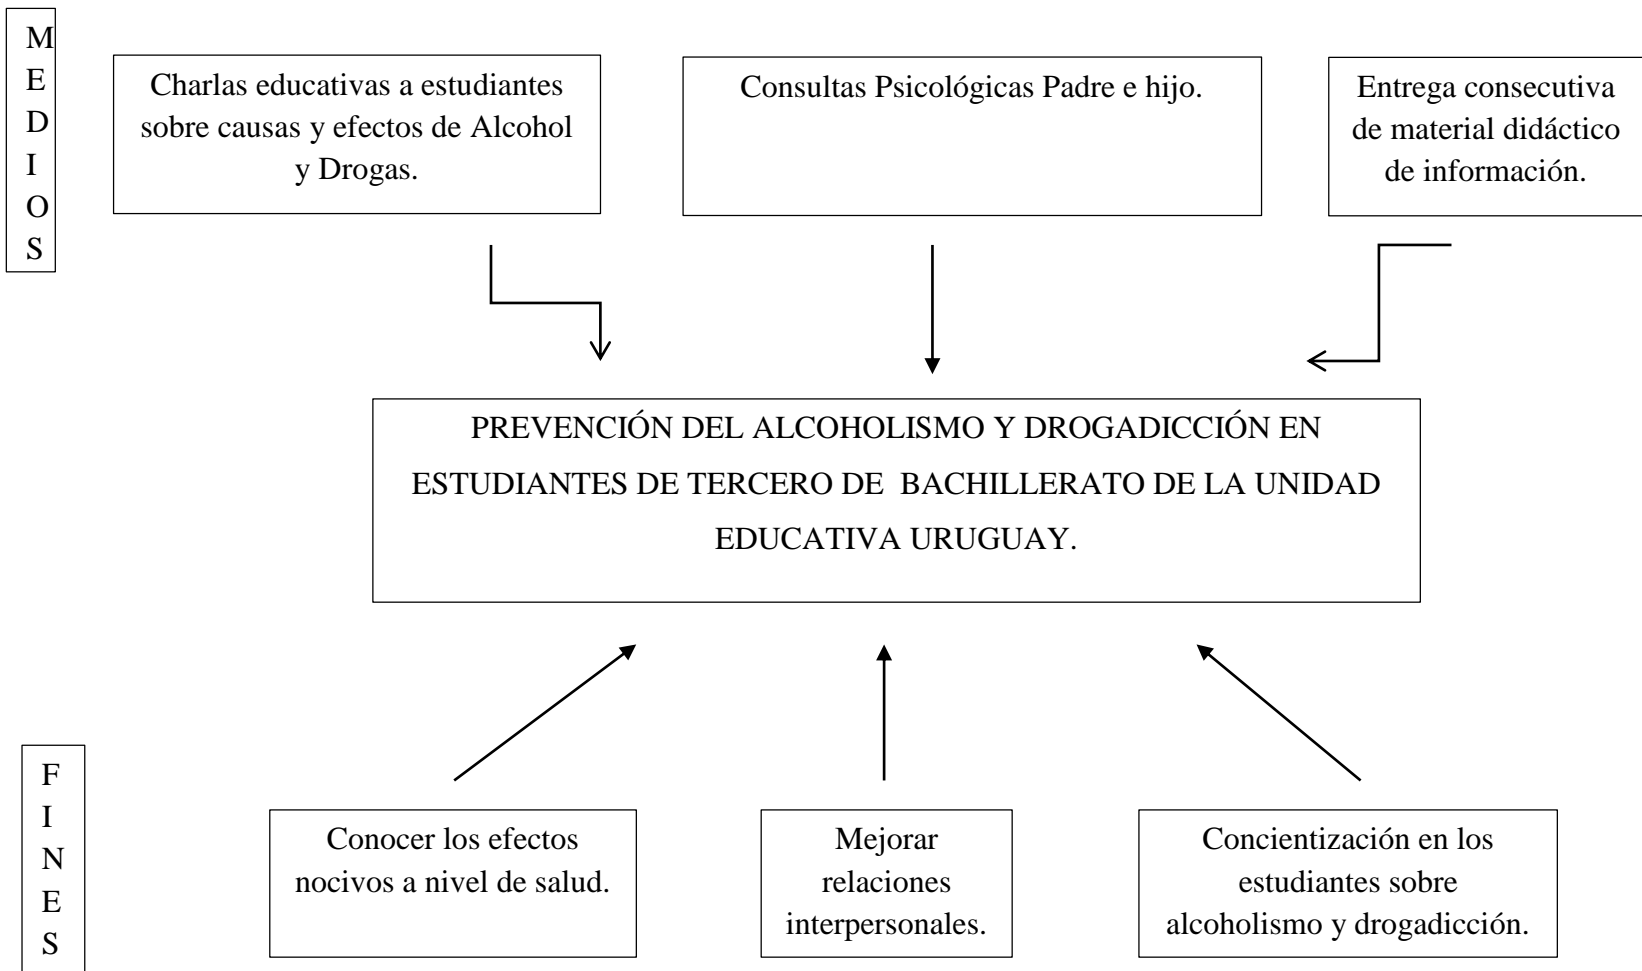 M
E
D
I
O
S
Charlas educativas a estudiantes
sobre causas y efectos de Alcohol
y Drogas.
Consultas Psicológicas Padre e hijo.
Entrega consecutiva
de material didáctico
de información.
PREVENCIÓN DEL ALCOHOLISMO Y DROGADICCIÓN EN
ESTUDIANTES DE TERCERO DE BACHILLERATO DE LA UNIDAD
EDUCATIVA URUGUAY.
F
I
N
E
S
Conocer los efectos
nocivos a nivel de salud.
Mejorar
relaciones
interpersonales.
Concientización en los
estudiantes sobre
alcoholismo y drogadicción.